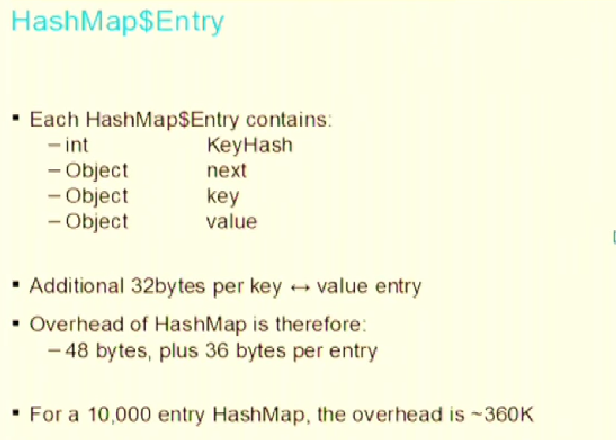 HashMap$Entry
▪ Each HashMap$Entry contains:
– int KeyHash
– Object next
– Object key
– Object value
▪ Additional 32bytes per key ↔ value entry
▪ Overhead of HashMap is therefore:
– 48 bytes, plus 36 bytes per entry
▪ For a 10,000 entry HashMap, the overhead is ~360K